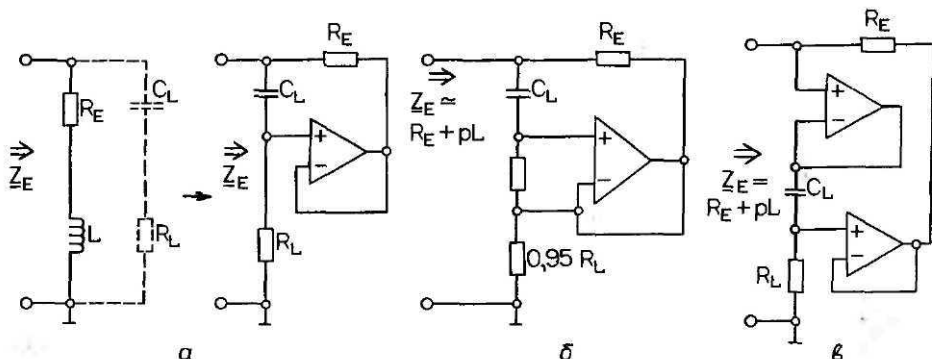 R_E
C_L
Z_E
L
R_L
R_E
C_L
+
−
Z_E
R_L
а
R_E
C_L
Z_E ≃
R_E + pL
+
−
0,95 R_L
б
R_E
+
−
C_L
Z_E =
R_E + pL
+
−
R_L
в